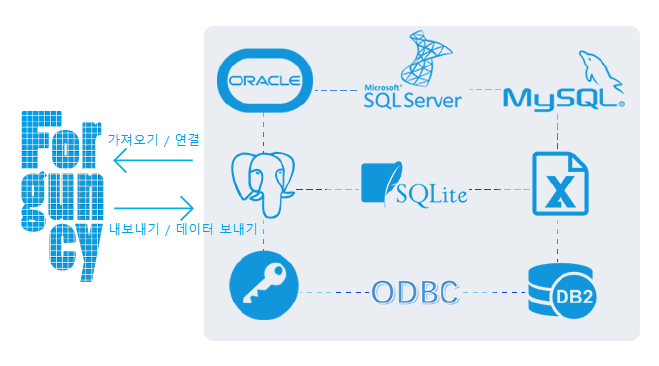 For
gun
cy
가져오기 / 연결
내보내기 / 데이터 보내기
ORACLE
Microsoft®
SQL Server
MySQL®
SQLite
X
ODBC
DB2